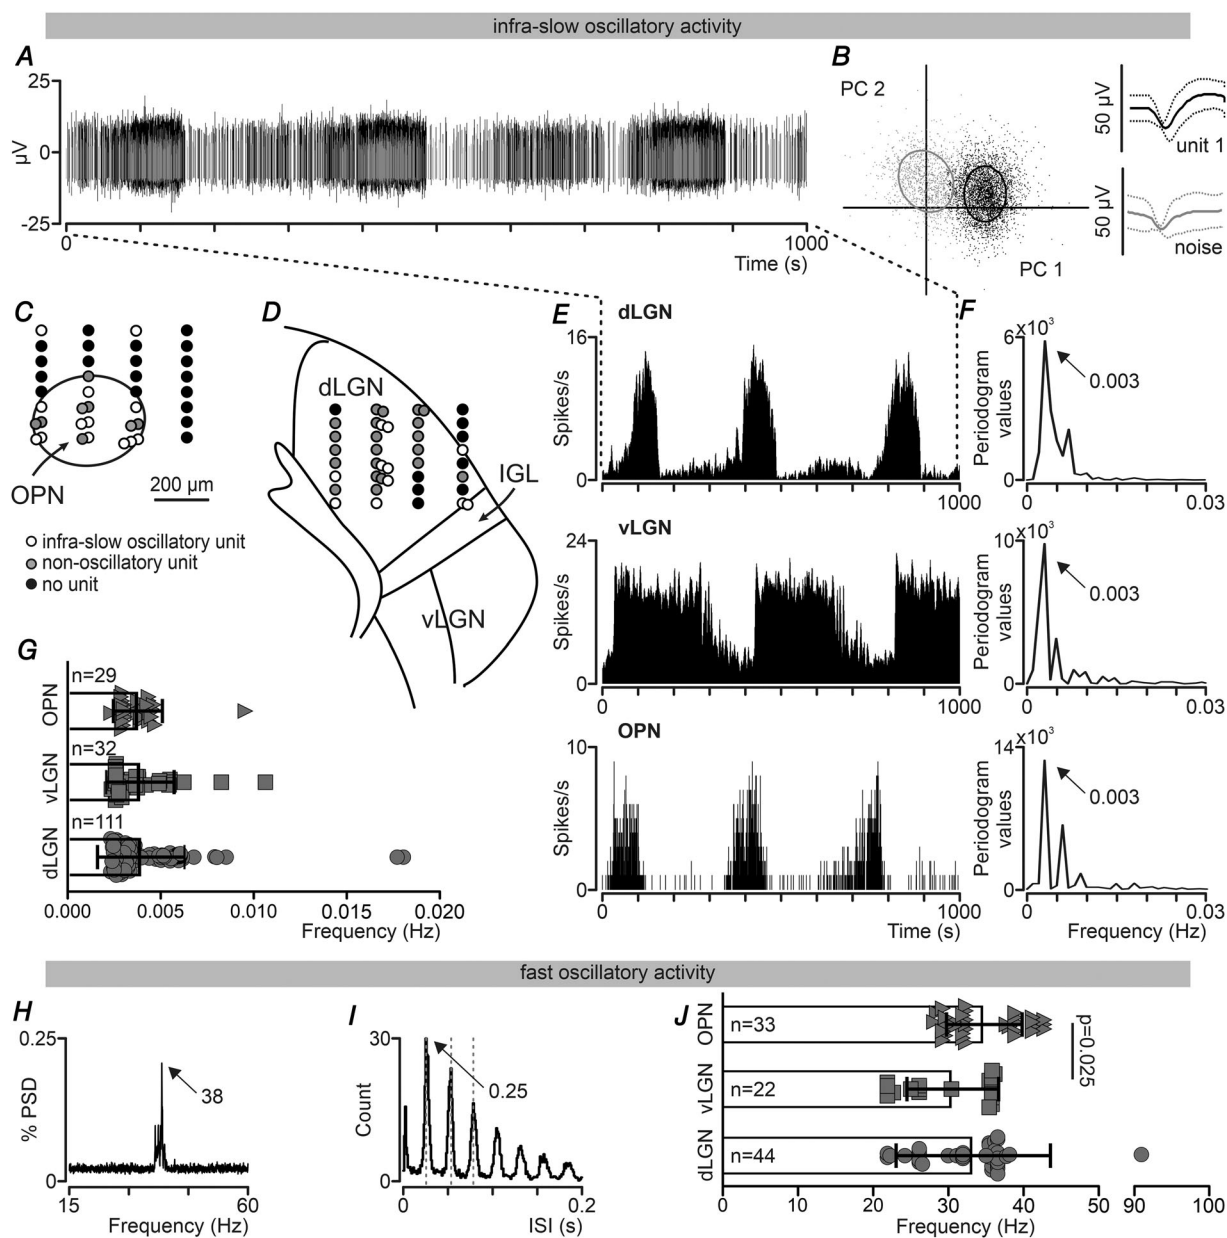 infra-slow oscillatory activity
A
25
0
-25
µV
0
1000
Time (s)
B
PC 2
PC 1
50 µV
unit 1
50 µV
noise
C
OPN
200 µm
infra-slow oscillatory unit
non-oscillatory unit
no unit
D
dLGN
IGL
vLGN
E
dLGN
16
0
Spikes/s
0
1000
vLGN
24
0
Spikes/s
0
1000
OPN
10
0
Spikes/s
0
1000
Time (s)
F
x10³
6
0
Periodogram
values
0.003
0
0.03
x10³
10
0
Periodogram
values
0.003
0
0.03
x10³
14
0
Periodogram
values
0.003
0
0.03
Frequency (Hz)
G
n=29
OPN
n=32
vLGN
n=111
dLGN
0.000
0.005
0.010
0.015
0.020
Frequency (Hz)
fast oscillatory activity
H
0.25
0
% PSD
38
15
60
Frequency (Hz)
I
30
0
Count
0.25
0
0.2
ISI (s)
J
OPN
n=33
vLGN
n=22
dLGN
n=44
p=0.025
0
10
20
30
40
50
90
100
Frequency (Hz)